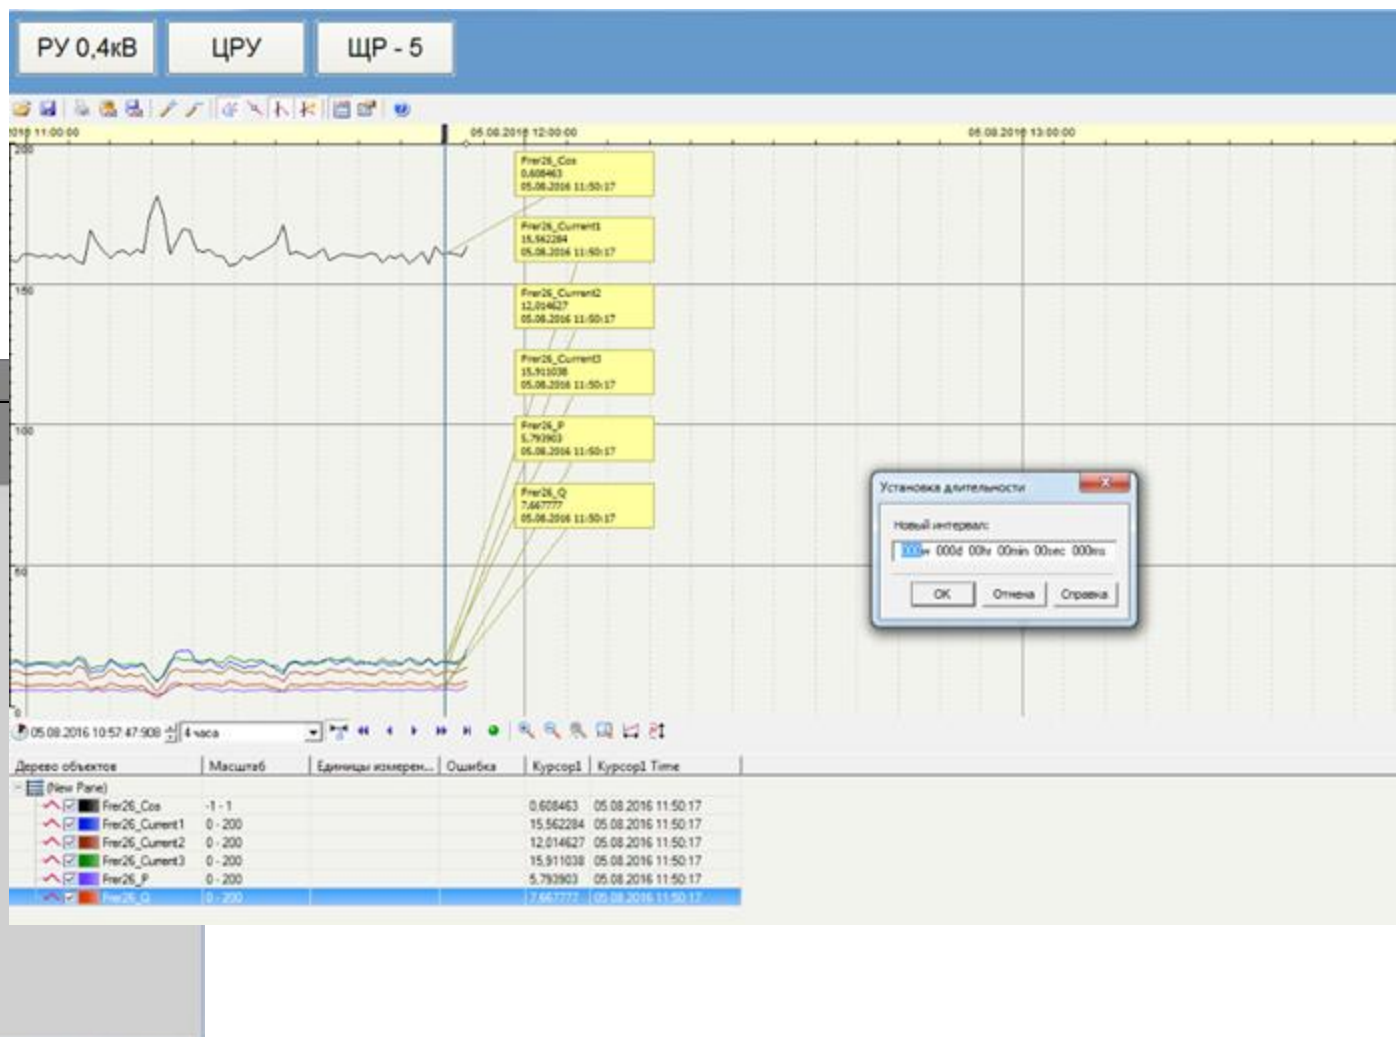 РУ 0,4кВ ЦРУ ЩР - 5
2016 11:00:00 05.08.2016 12:00:00 05.08.2016 13:00:00
200
Frer26_Cos
0,608463
05.08.2016 11:50:17
Frer26_Current1
15,562284
05.08.2016 11:50:17
150
Frer26_Current2
12,014627
05.08.2016 11:50:17
Frer26_Current3
15,911038
05.08.2016 11:50:17
100
Frer26_P
5,793903
05.08.2016 11:50:17
Frer26_Q
7,667777
05.08.2016 11:50:17
Установка длительности
Новый интервал:
000w 000d 00hr 00min 00sec 000ms
OK Отмена Справка
50
0
05.08.2016 10:57:47:908 4 часа
Дерево объектов Масштаб Единицы измерен... Ошибка Курсор1 Курсор1 Time
(New Pane)
Frer26_Cos -1 - 1 0,608463 05.08.2016 11:50:17
Frer26_Current1 0 - 200 15,562284 05.08.2016 11:50:17
Frer26_Current2 0 - 200 12,014627 05.08.2016 11:50:17
Frer26_Current3 0 - 200 15,911038 05.08.2016 11:50:17
Frer26_P 0 - 200 5,793903 05.08.2016 11:50:17
Frer26_Q 0 - 200 7,667777 05.08.2016 11:50:17